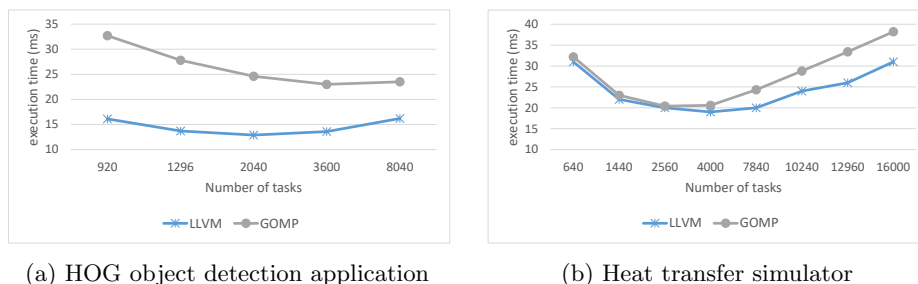 35
30
25
20
15
10
execution time (ms)
920 1296 2040 3600 8040
Number of tasks
LLVM GOMP
(a) HOG object detection application
40
35
30
25
20
15
10
execution time (ms)
640 1440 2560 4000 7840 10240 12960 16000
Number of tasks
LLVM GOMP
(b) Heat transfer simulator